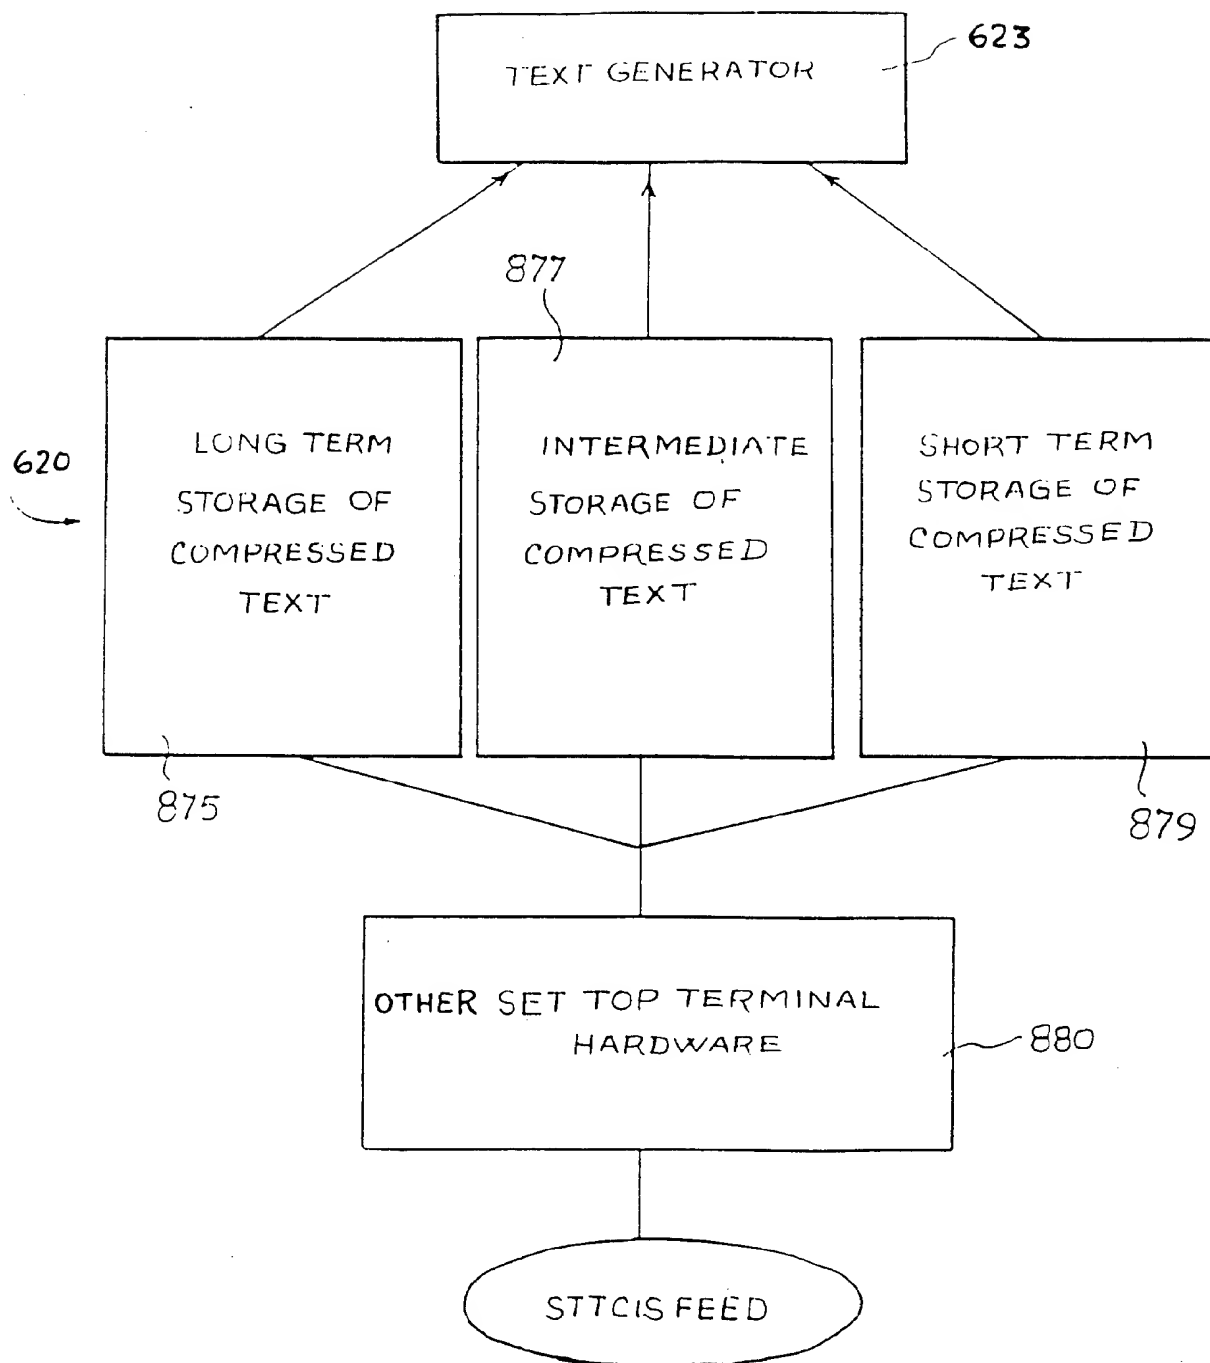 623
TEXT GENERATOR
877
620
LONG TERM
STORAGE OF
COMPRESSED
TEXT
INTERMEDIATE
STORAGE OF
COMPRESSED
TEXT
SHORT TERM
STORAGE OF
COMPRESSED
TEXT
875
879
OTHER SET TOP TERMINAL
HARDWARE
880
STTCIS FEED